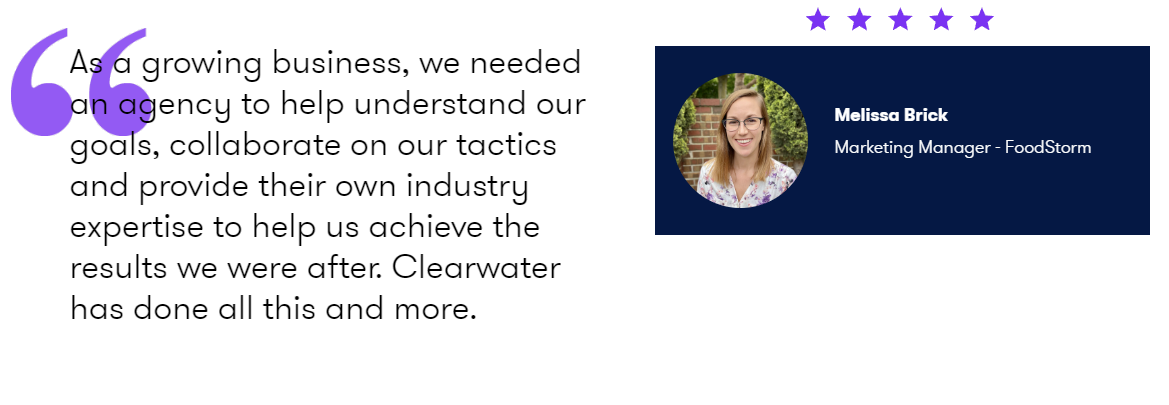 As a growing business, we needed
an agency to help understand our
goals, collaborate on our tactics
and provide their own industry
expertise to help us achieve the
results we were after. Clearwater
has done all this and more.
Melissa Brick
Marketing Manager - FoodStorm